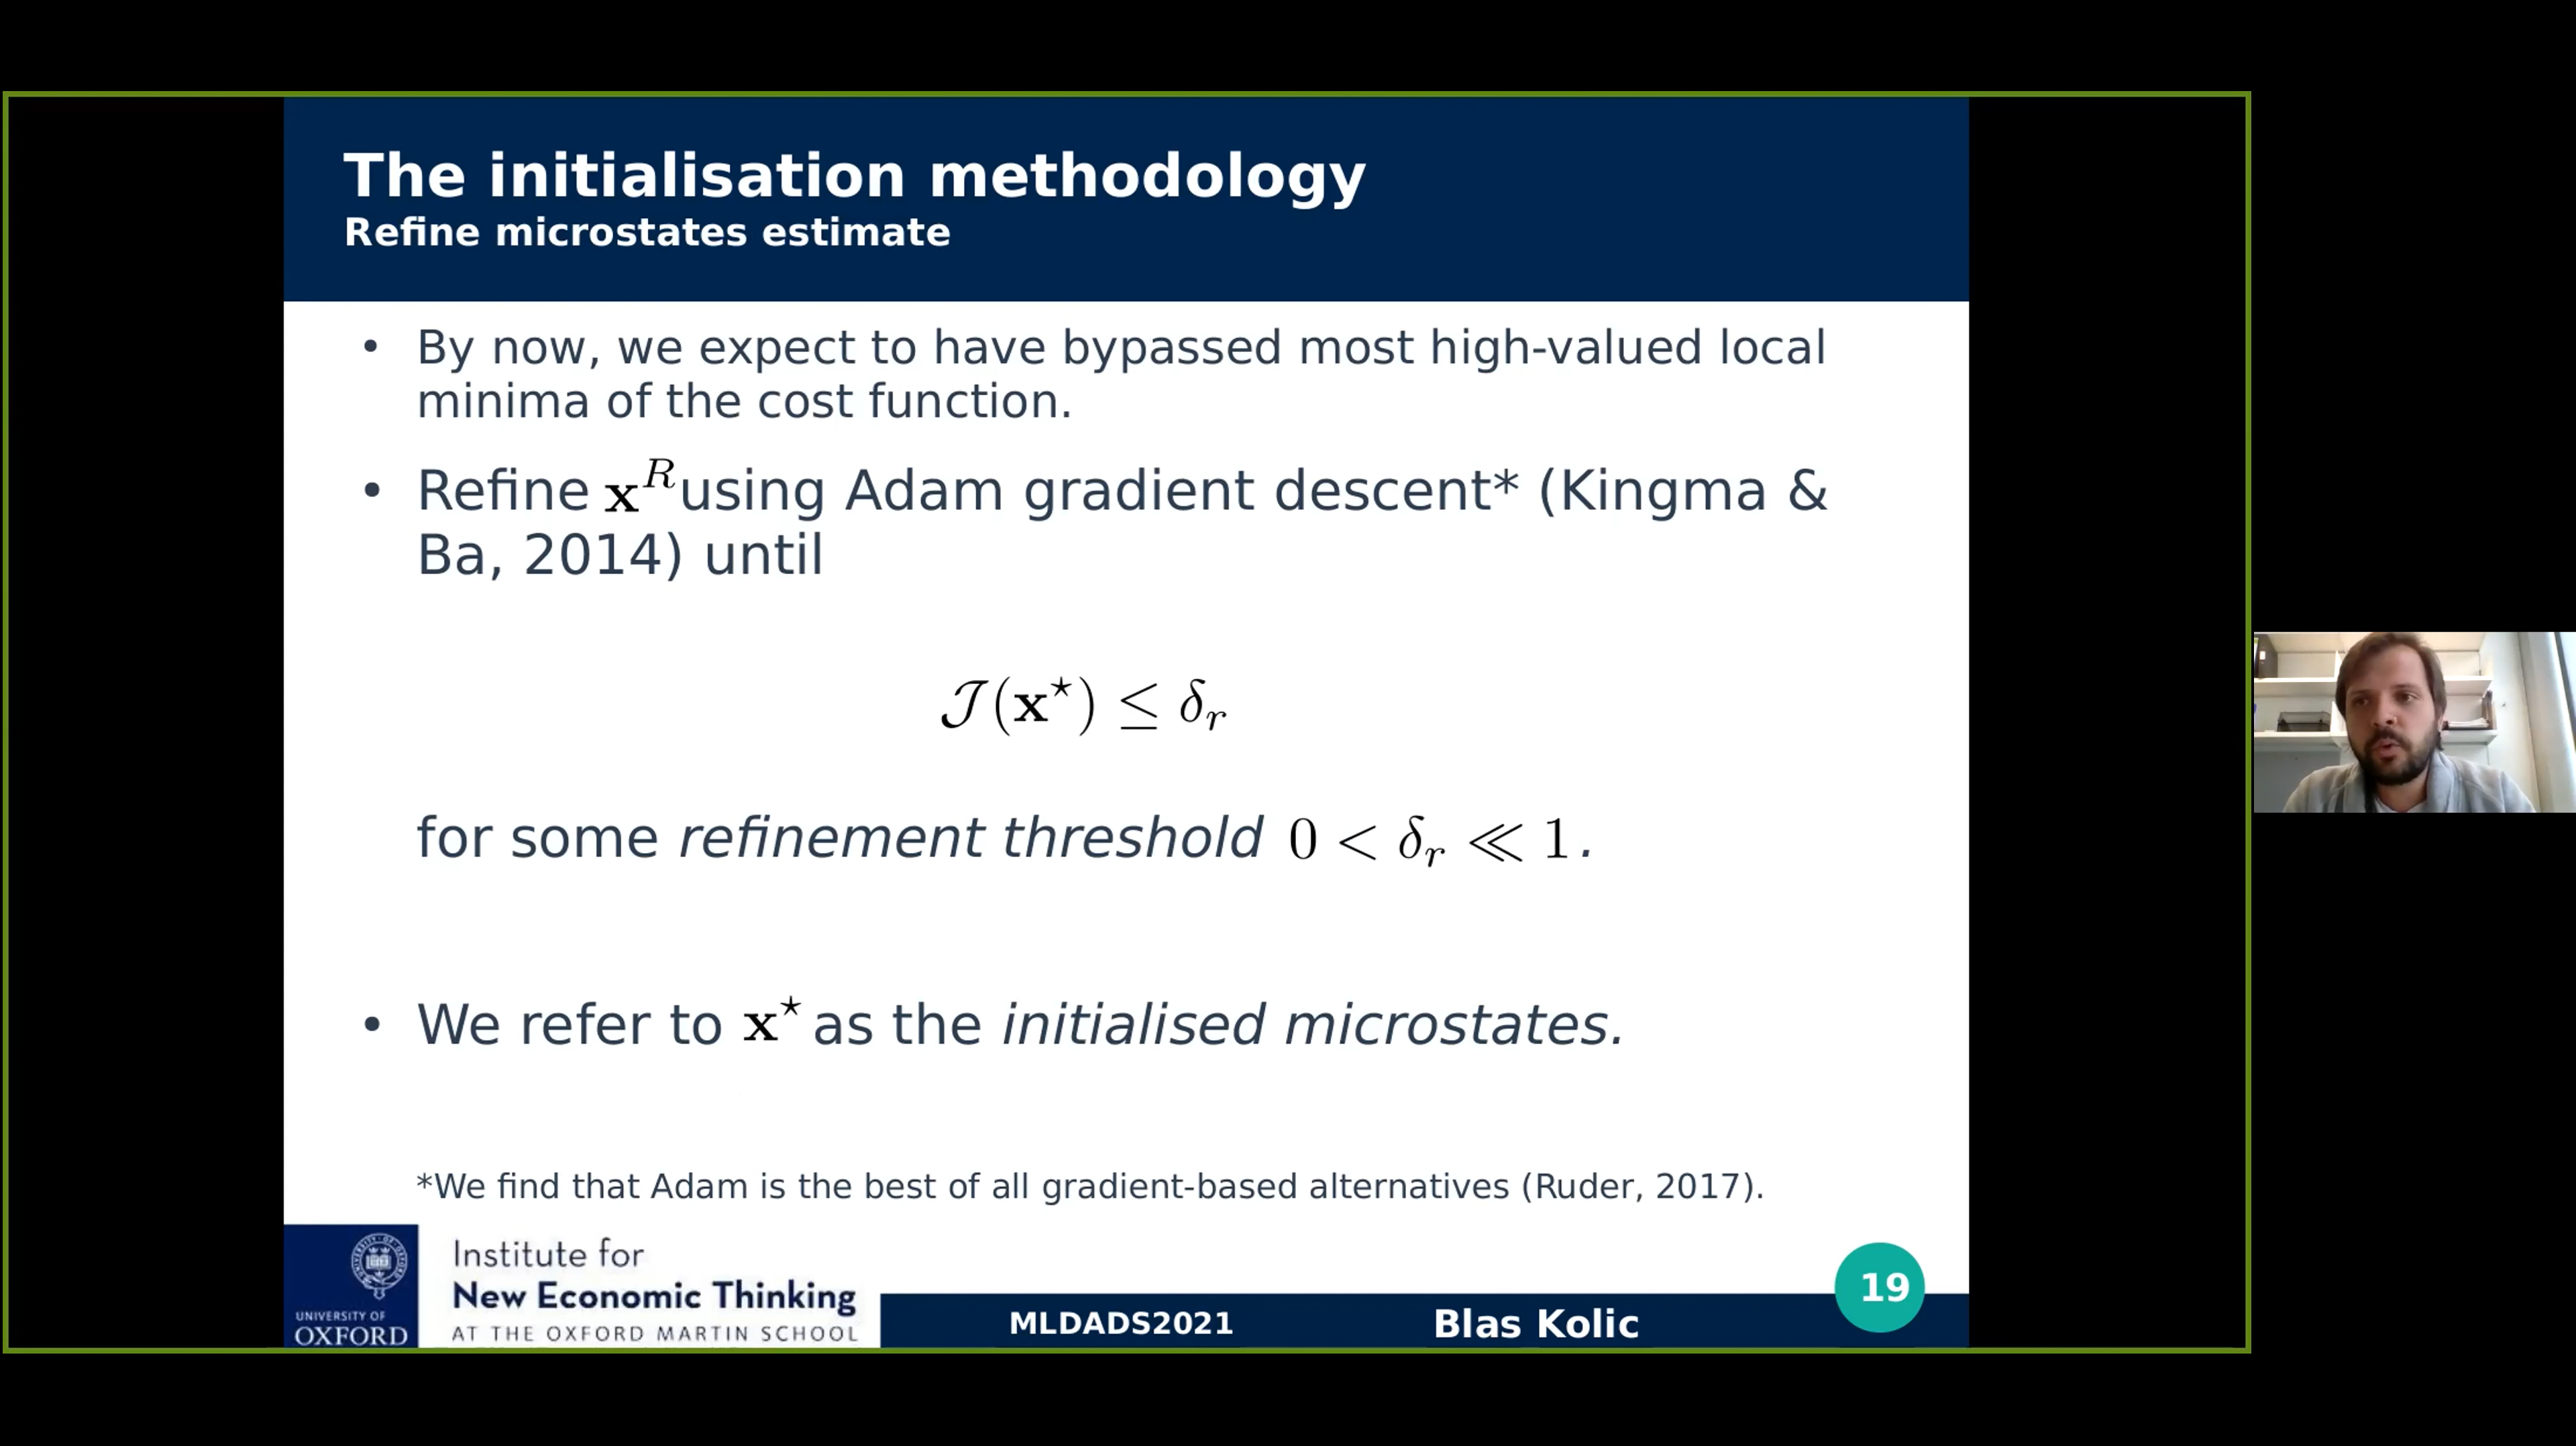 The initialisation methodology
Refine microstates estimate
• By now, we expect to have bypassed most high-valued local
minima of the cost function.
• Refine 𝐱ᴿ using Adam gradient descent* (Kingma &
Ba, 2014) until
𝒥(𝐱⋆) ≤ δᵣ
for some refinement threshold 0 < δᵣ ≪ 1.
• We refer to 𝐱⋆ as the initialised microstates.
*We find that Adam is the best of all gradient-based alternatives (Ruder, 2017).
UNIVERSITY OF
OXFORD
Institute for
New Economic Thinking
AT THE OXFORD MARTIN SCHOOL
MLDADS2021
Blas Kolic
19